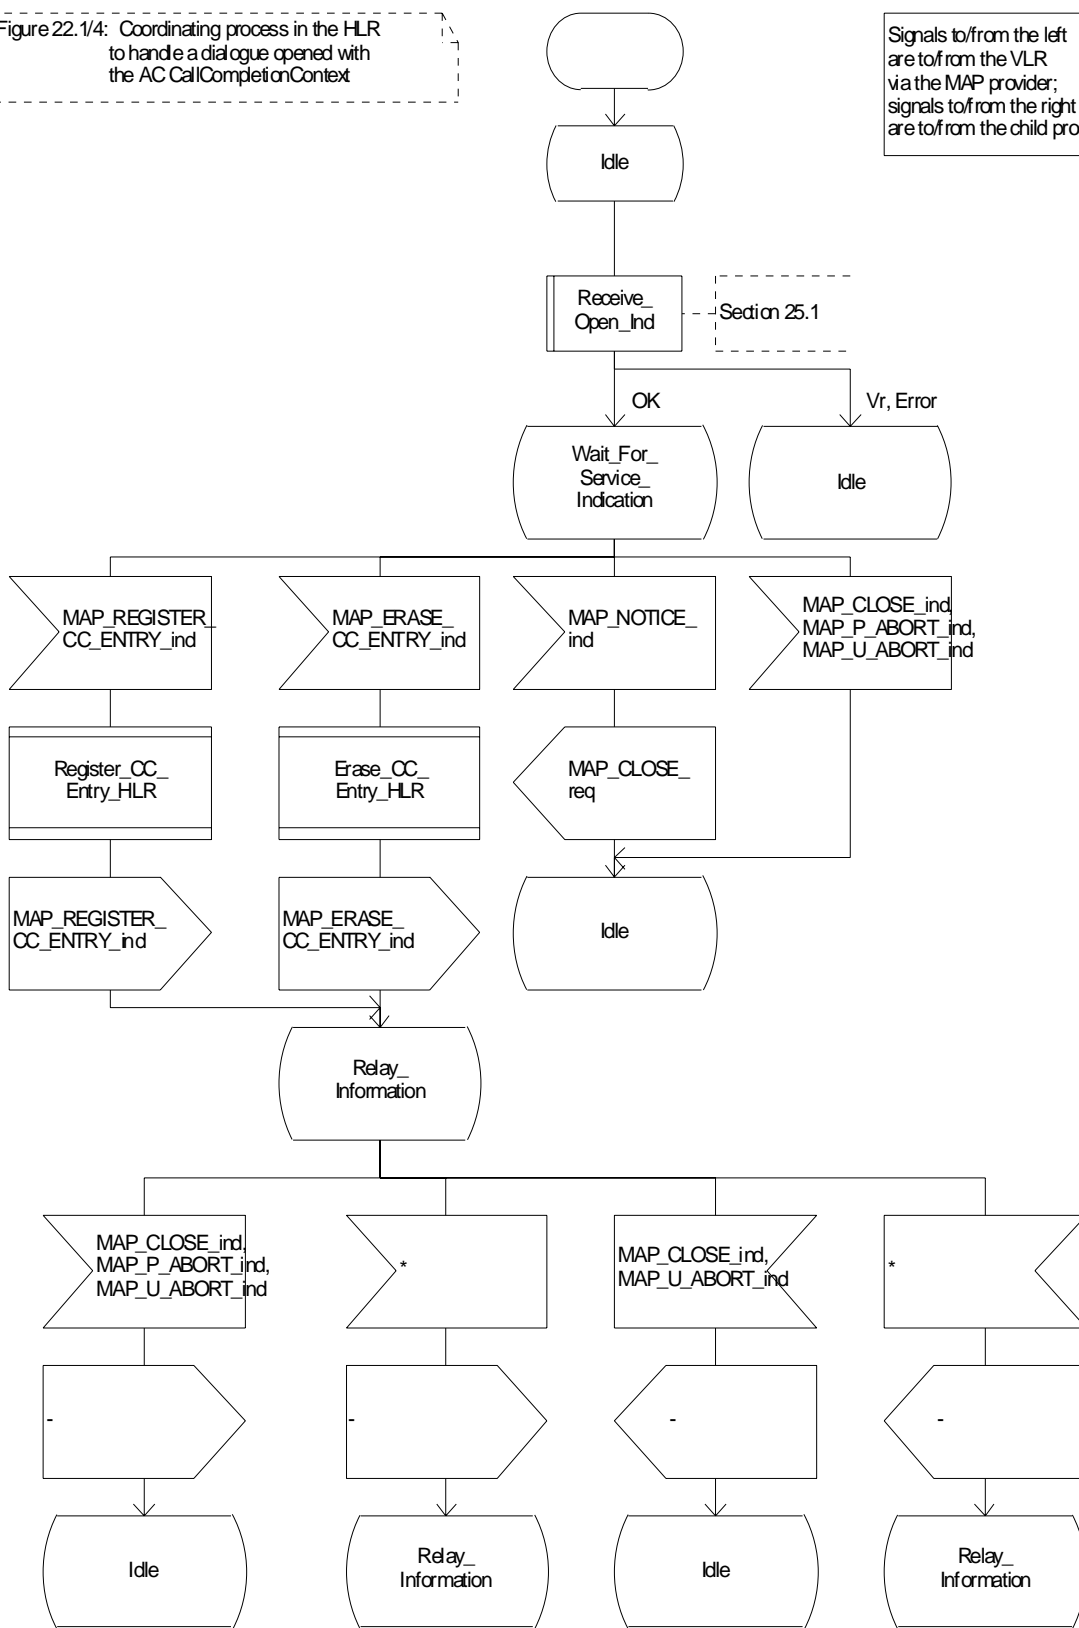 Figure 22.1/4: Coordinating process in the HLR
to handle a dialogue opened with
the AC CallCompletionContext
Signals to/from the left
are to/from the VLR
via the MAP provider;
signals to/from the right
are to/from the child pro
Idle
Receive_
Open_Ind
Section 25.1
OK
Vr, Error
Wait_For_
Service_
Indication
Idle
MAP_REGISTER_
CC_ENTRY_ind
MAP_ERASE_
CC_ENTRY_ind
MAP_NOTICE_
ind
MAP_CLOSE_ind,
MAP_P_ABORT_ind,
MAP_U_ABORT_ind
Register_CC_
Entry_HLR
Erase_CC_
Entry_HLR
MAP_CLOSE_
req
MAP_REGISTER_
CC_ENTRY_ind
MAP_ERASE_
CC_ENTRY_ind
Idle
Relay_
Information
MAP_CLOSE_ind,
MAP_P_ABORT_ind,
MAP_U_ABORT_ind
*
MAP_CLOSE_ind,
MAP_U_ABORT_ind
*
-
-
-
-
Idle
Relay_
Information
Idle
Relay_
Information